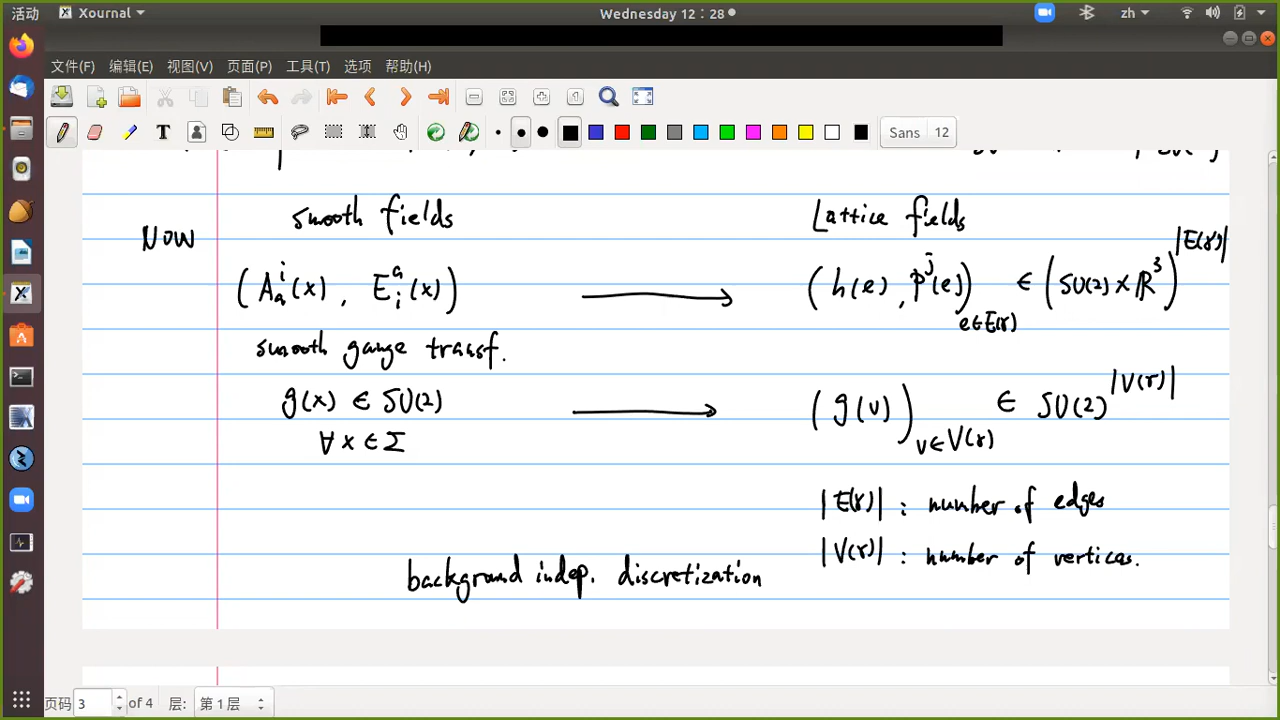 活动 Xournal Wednesday 12：28 zh
文件(F) 编辑(E) 视图(V) 页面(P) 工具(T) 选项 帮助(H)
Sans 12
smooth fields Lattice fields
Now
(A_a^i(x), E_i^a(x)) ⟶ (h(e), p^j(e))_{e∈E(γ)} ∈ (SU(2) × ℝ^3)^{|E(γ)|}
smooth gauge transf.
g(x) ∈ SU(2) ⟶ (g(v))_{v∈V(γ)} ∈ SU(2)^{|V(γ)|}
∀ x ∈ Σ
|E(γ)| : number of edges
|V(γ)| : number of vertices.
background indep. discretization
页码 3 of 4 层: 第 1 层